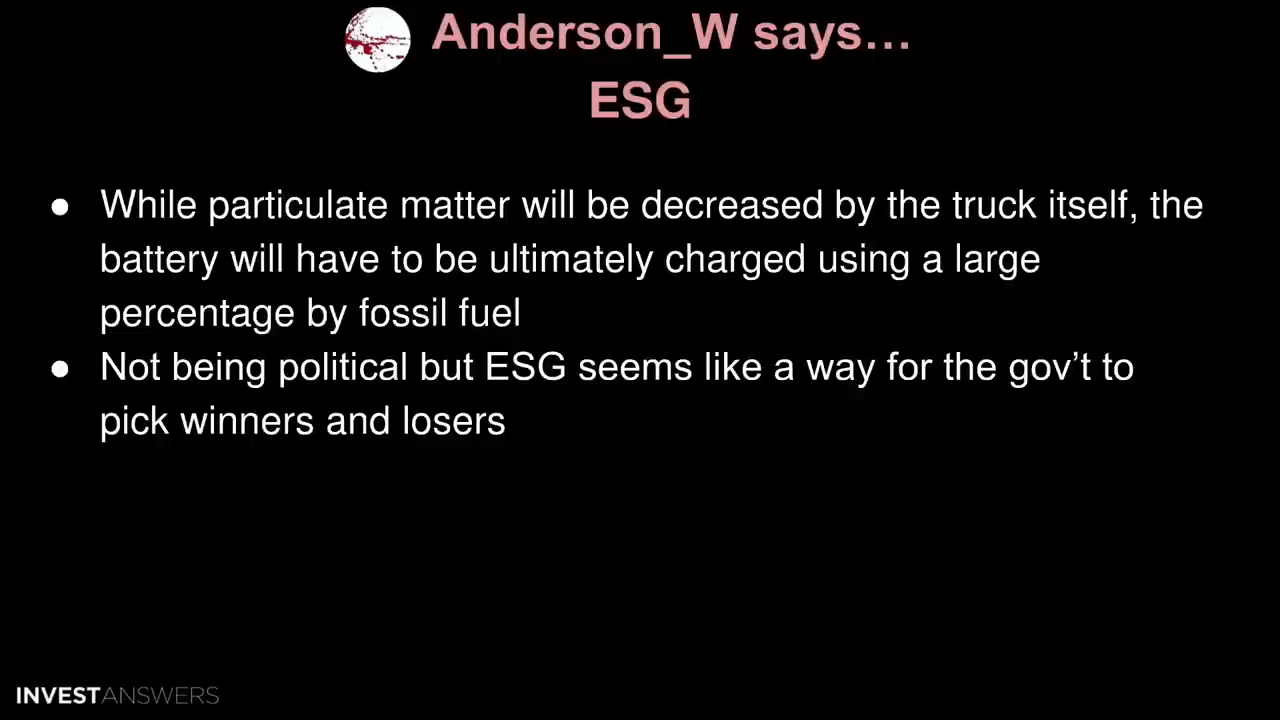 Anderson_W says…
ESG
● While particulate matter will be decreased by the truck itself, the
battery will have to be ultimately charged using a large
percentage by fossil fuel
● Not being political but ESG seems like a way for the gov’t to
pick winners and losers
INVESTANSWERS